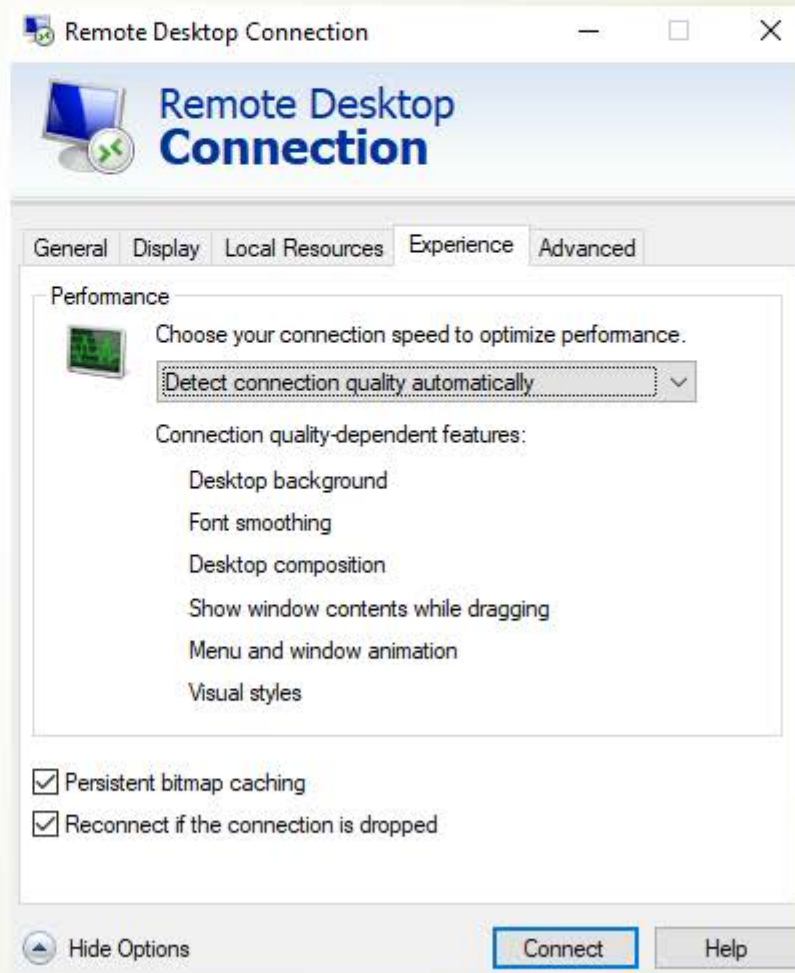 Remote Desktop Connection
Remote Desktop
Connection
General Display Local Resources Experience Advanced
Performance
Choose your connection speed to optimize performance.
Detect connection quality automatically
Connection quality-dependent features:
Desktop background
Font smoothing
Desktop composition
Show window contents while dragging
Menu and window animation
Visual styles
Persistent bitmap caching
Reconnect if the connection is dropped
Hide Options Connect Help